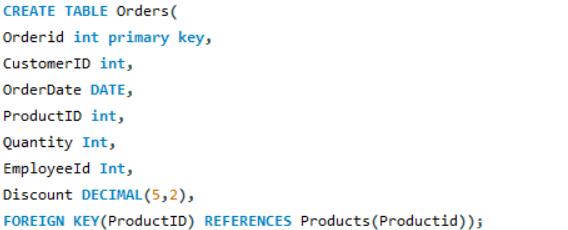 CREATE TABLE Orders(
Orderid int primary key,
CustomerID int,
OrderDate DATE,
ProductID int,
Quantity Int,
EmployeeId Int,
Discount DECIMAL(5,2),
FOREIGN KEY(ProductID) REFERENCES Products(Productid));